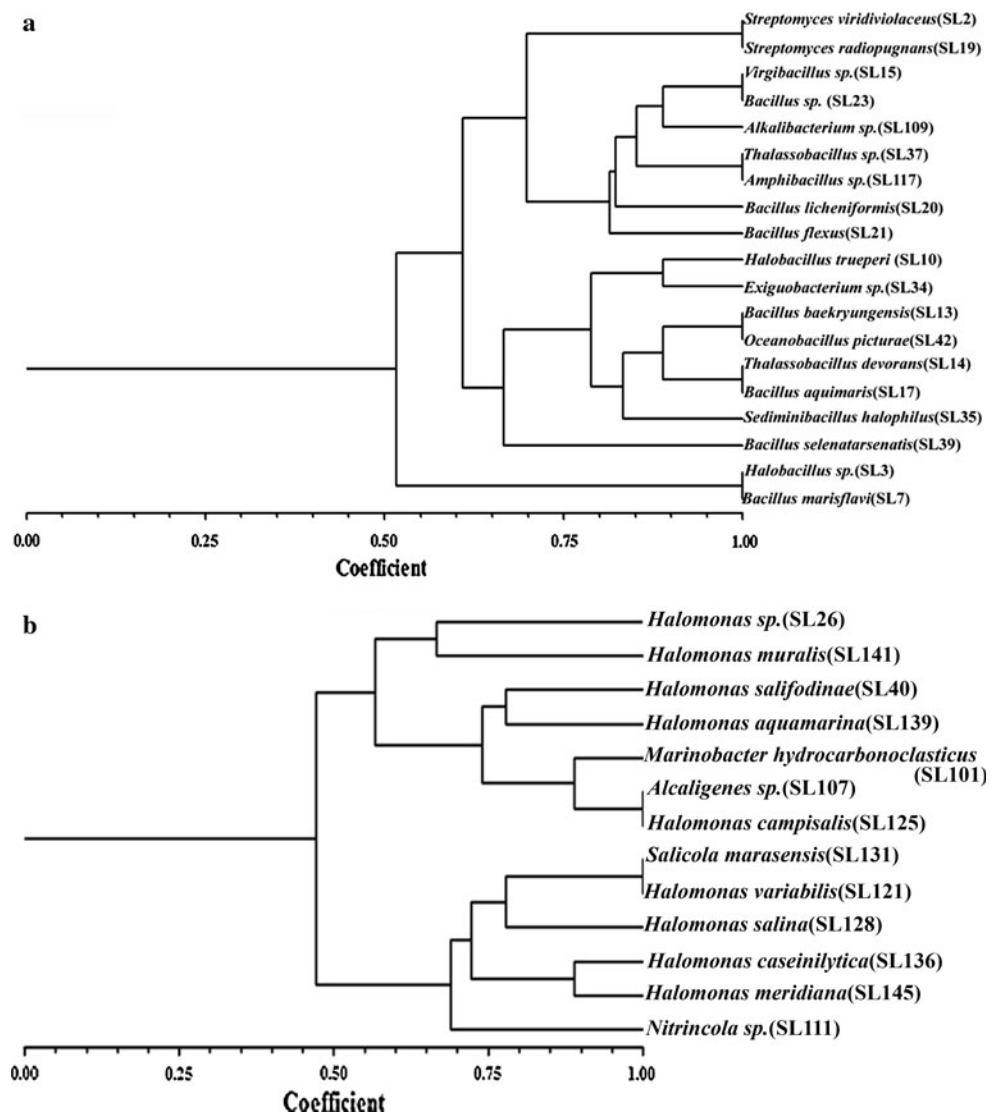 a
Streptomyces viridiviolaceus(SL2)
Streptomyces radiopugnans(SL19)
Virgibacillus sp.(SL15)
Bacillus sp. (SL23)
Alkalibacterium sp.(SL109)
Thalassobacillus sp.(SL37)
Amphibacillus sp.(SL117)
Bacillus licheniformis(SL20)
Bacillus flexus(SL21)
Halobacillus trueperi (SL10)
Exiguobacterium sp.(SL34)
Bacillus baekryungensis(SL13)
Oceanobacillus picturae(SL42)
Thalassobacillus devorans(SL14)
Bacillus aquimaris(SL17)
Sediminibacillus halophilus(SL35)
Bacillus selenatarsenatis(SL39)
Halobacillus sp.(SL3)
Bacillus marisflavi(SL7)
0.00 0.25 0.50 0.75 1.00
Coefficient
b
Halomonas sp.(SL26)
Halomonas muralis(SL141)
Halomonas salifodinae(SL40)
Halomonas aquamarina(SL139)
Marinobacter hydrocarbonoclasticus
(SL101)
Alcaligenes sp.(SL107)
Halomonas campisalis(SL125)
Salicola marasensis(SL131)
Halomonas variabilis(SL121)
Halomonas salina(SL128)
Halomonas caseinilytica(SL136)
Halomonas meridiana(SL145)
Nitrincola sp.(SL111)
0.00 0.25 0.50 0.75 1.00
Coefficient